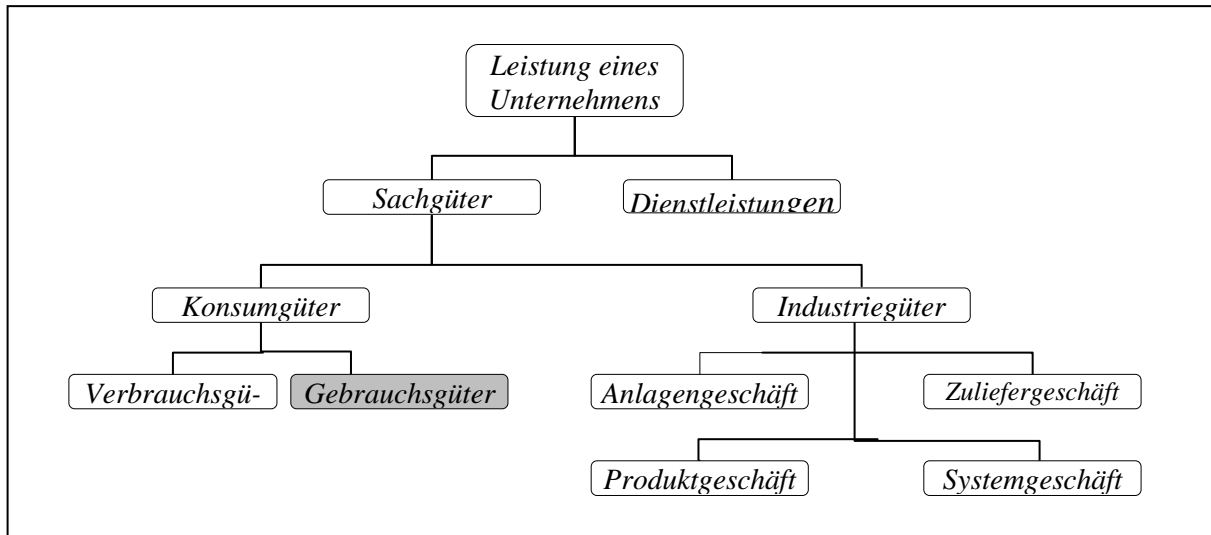 Leistung eines
Unternehmens
Sachgüter
Dienstleistungen
Konsumgüter
Industriegüter
Verbrauchsgü-
Gebrauchsgüter
Anlagengeschäft
Zuliefergeschäft
Produktgeschäft
Systemgeschäft